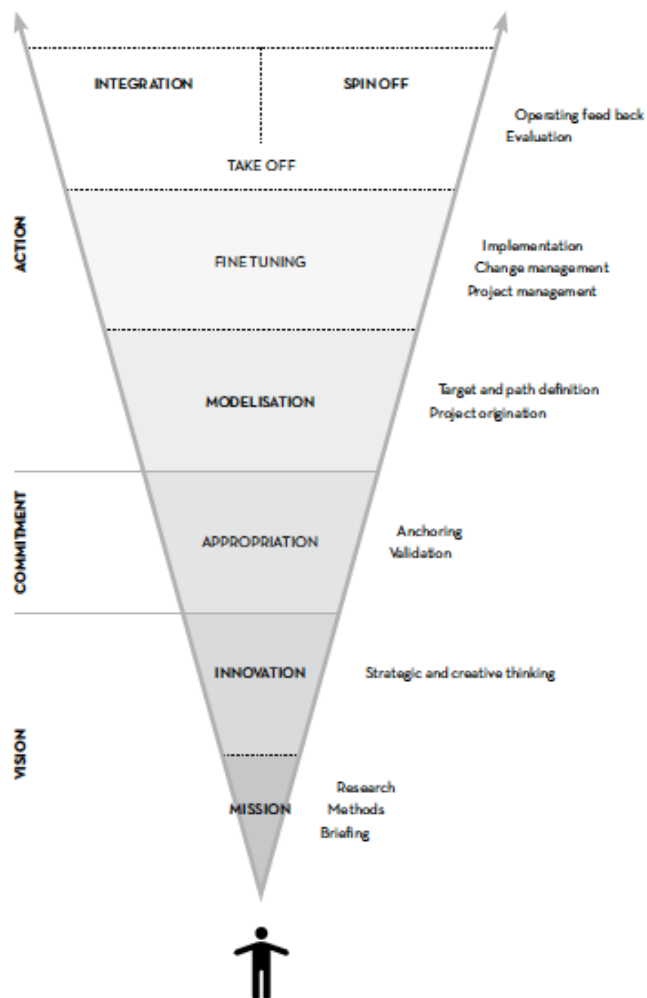 INTEGRATION
SPIN OFF
Operating feed back
Evaluation
TAKE OFF
ACTION
FINE TUNING
Implementation
Change management
Project management
MODELISATION
Target and path definition
Project origination
COMMITMENT
APPROPRIATION
Anchoring
Validation
INNOVATION
Strategic and creative thinking
VISION
MISSION
Research
Methods
Briefing